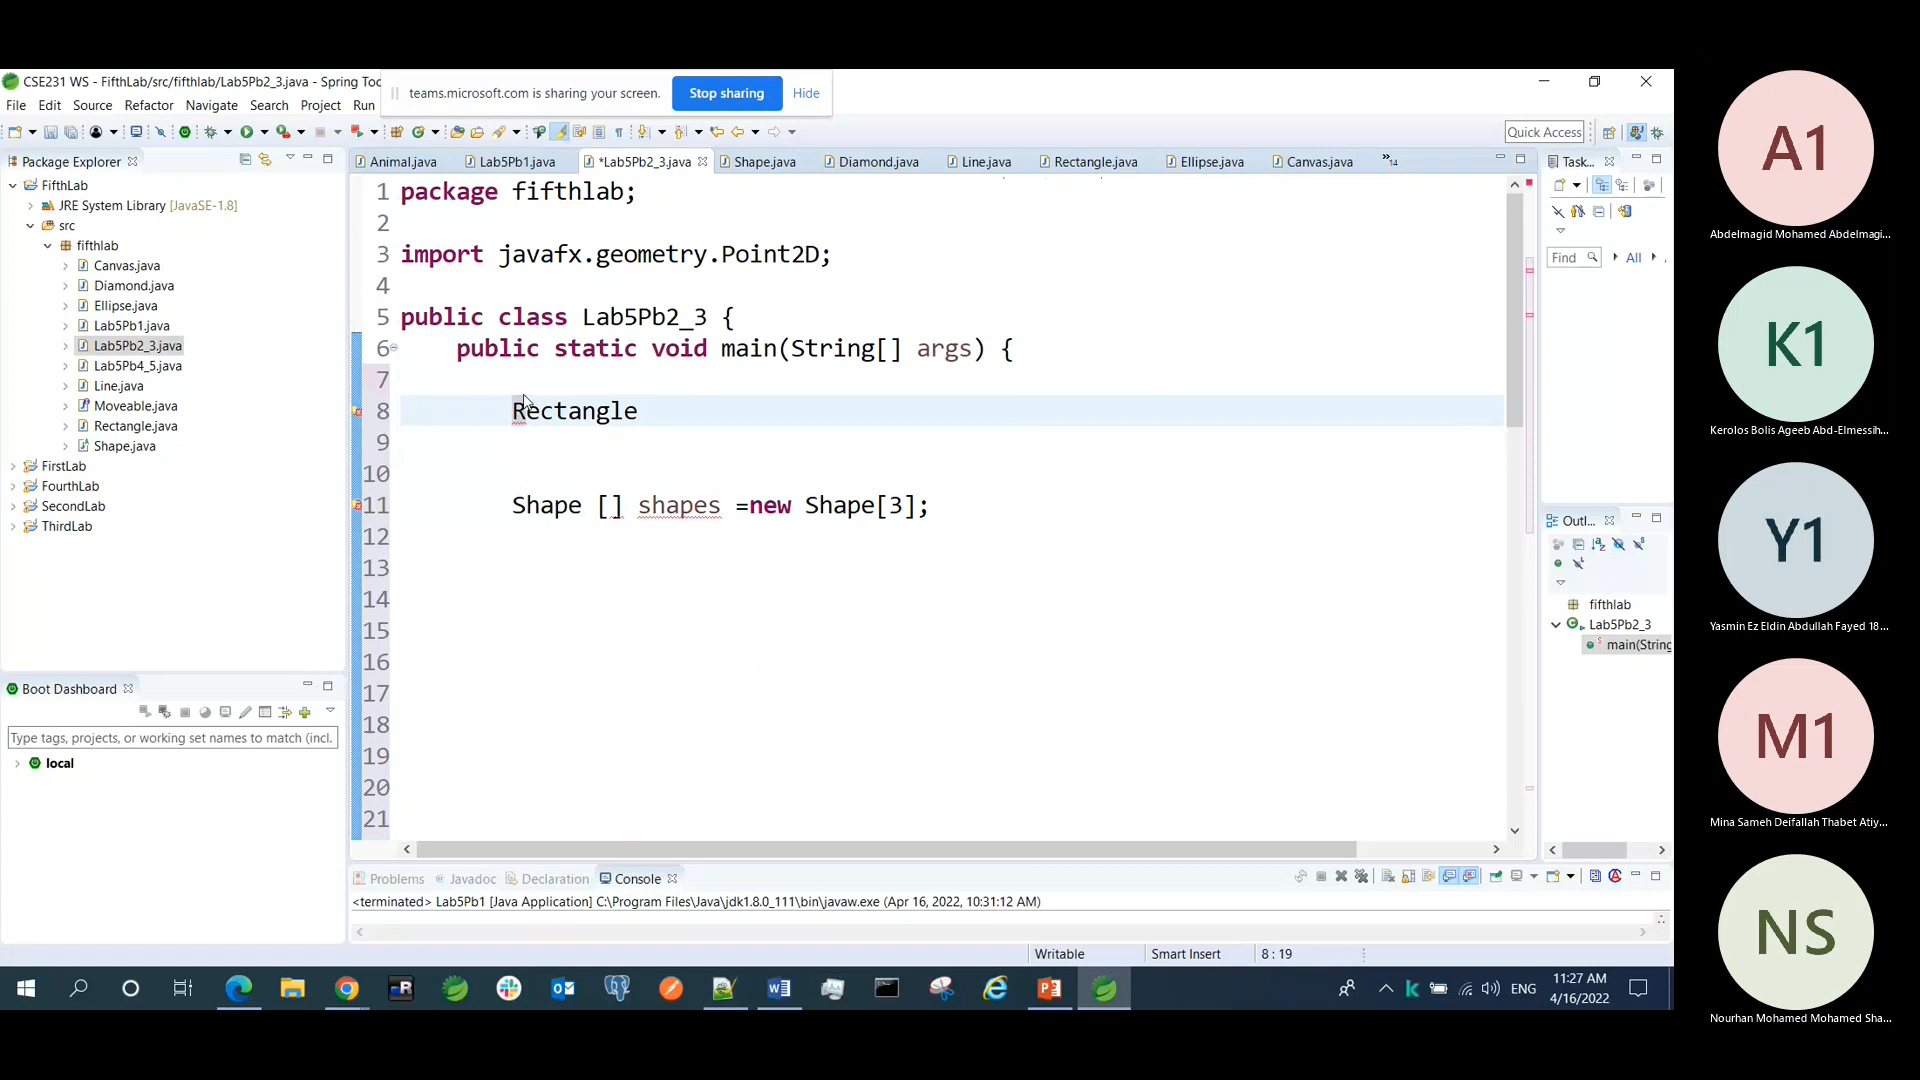 CSE231 WS - FifthLab/src/fifthlab/Lab5Pb2_3.java - Spring Too
teams.microsoft.com is sharing your screen.
Stop sharing
Hide
File Edit Source Refactor Navigate Search Project Run
Quick Access
Package Explorer
FifthLab
JRE System Library [JavaSE-1.8]
src
fifthlab
Canvas.java
Diamond.java
Ellipse.java
Lab5Pb1.java
Lab5Pb2_3.java
Lab5Pb4_5.java
Line.java
Moveable.java
Rectangle.java
Shape.java
FirstLab
FourthLab
SecondLab
ThirdLab
Boot Dashboard
Type tags, projects, or working set names to match (incl.
local
Animal.java Lab5Pb1.java *Lab5Pb2_3.java Shape.java Diamond.java Line.java Rectangle.java Ellipse.java Canvas.java »14
1 package fifthlab;
2
3 import javafx.geometry.Point2D;
4
5 public class Lab5Pb2_3 {
6 public static void main(String[] args) {
7
8 Rectangle
9
10
11 Shape [] shapes =new Shape[3];
12
13
14
15
16
17
18
19
20
21
Problems Javadoc Declaration Console
<terminated> Lab5Pb1 [Java Application] C:\Program Files\Java\jdk1.8.0_111\bin\javaw.exe (Apr 16, 2022, 10:31:12 AM)
Writable Smart Insert 8 : 19
Task...
Find All
Outl...
fifthlab
Lab5Pb2_3
main(String
ENG
11:27 AM
4/16/2022
A1
Abdelmagid Mohamed Abdelmagi...
K1
Kerolos Bolis Ageeb Abd-Elmessih...
Y1
Yasmin Ez Eldin Abdullah Fayed 18...
M1
Mina Sameh Deifallah Thabet Atiy...
NS
Nourhan Mohamed Mohamed Sha...